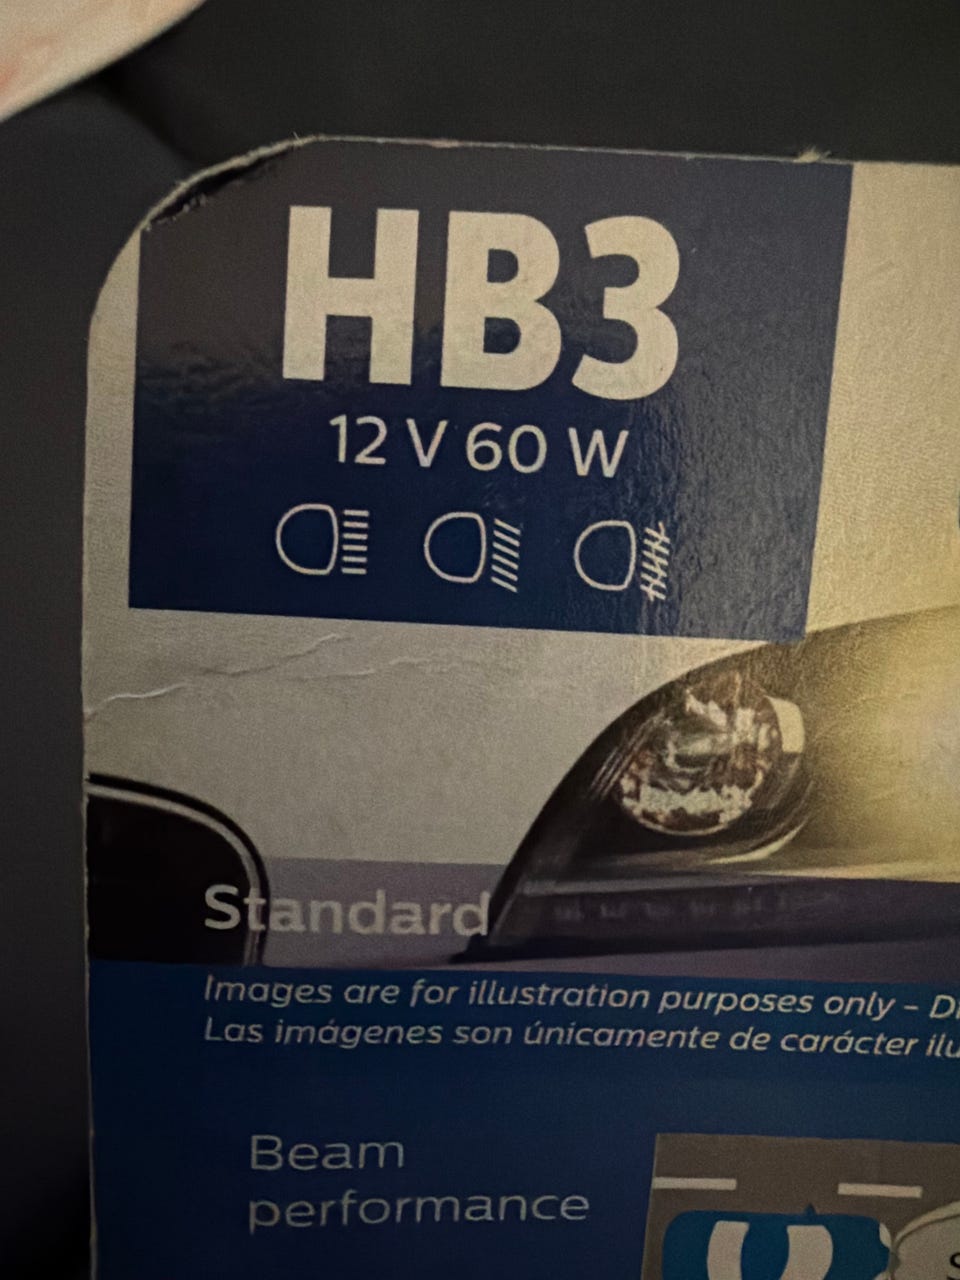 HB3
12 V 60 W
Standard
Images are for illustration purposes only –
Las imágenes son únicamente de carácter
Beam
performance